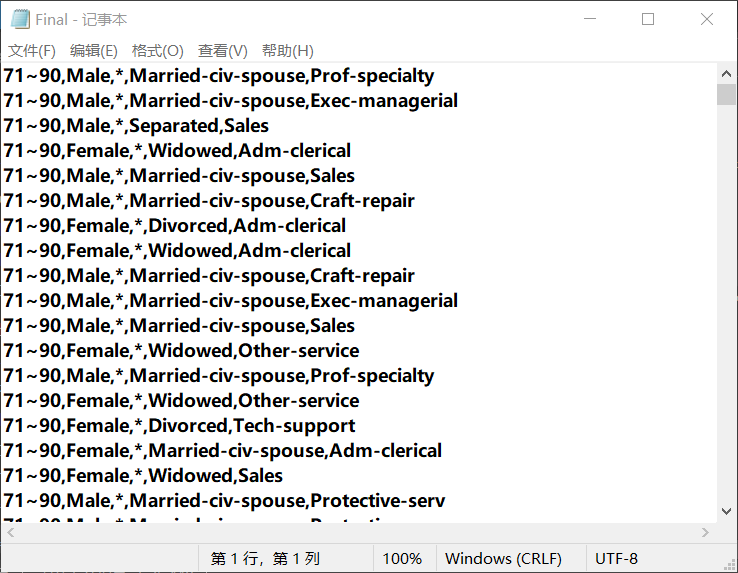 Final - 记事本
文件(F) 编辑(E) 格式(O) 查看(V) 帮助(H)
71~90,Male,*,Married-civ-spouse,Prof-specialty
71~90,Male,*,Married-civ-spouse,Exec-managerial
71~90,Male,*,Separated,Sales
71~90,Female,*,Widowed,Adm-clerical
71~90,Male,*,Married-civ-spouse,Sales
71~90,Male,*,Married-civ-spouse,Craft-repair
71~90,Female,*,Divorced,Adm-clerical
71~90,Female,*,Widowed,Adm-clerical
71~90,Male,*,Married-civ-spouse,Craft-repair
71~90,Male,*,Married-civ-spouse,Exec-managerial
71~90,Male,*,Married-civ-spouse,Sales
71~90,Female,*,Widowed,Other-service
71~90,Male,*,Married-civ-spouse,Prof-specialty
71~90,Female,*,Widowed,Other-service
71~90,Female,*,Divorced,Tech-support
71~90,Female,*,Married-civ-spouse,Adm-clerical
71~90,Female,*,Widowed,Sales
71~90,Male,*,Married-civ-spouse,Protective-serv
第 1 行，第 1 列 100% Windows (CRLF) UTF-8